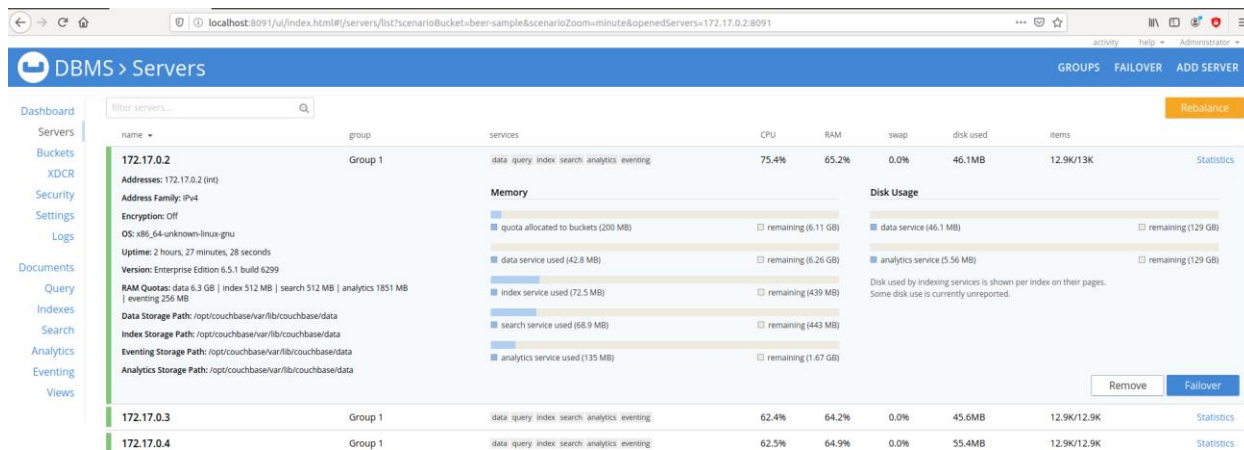 localhost:8091/ui/index.html#!/servers/list?scenarioBucket=beer-sample&scenarioZoom=minute&openedServers=172.17.0.2:8091
activity help Administrator
DBMS > Servers GROUPS FAILOVER ADD SERVER
Dashboard
Servers
Buckets
XDCR
Security
Settings
Logs
Documents
Query
Indexes
Search
Analytics
Eventing
Views
filter servers... Rebalance
name group services CPU RAM swap disk used items
172.17.0.2 Group 1 data query index search analytics eventing 75.4% 65.2% 0.0% 46.1MB 12.9K/13K Statistics
Addresses: 172.17.0.2 (int)
Address Family: IPv4
Encryption: Off
OS: x86_64-unknown-linux-gnu
Uptime: 2 hours, 27 minutes, 28 seconds
Version: Enterprise Edition 6.5.1 build 6299
RAM Quotas: data 6.3 GB | index 512 MB | search 512 MB | analytics 1851 MB
| eventing 256 MB
Data Storage Path: /opt/couchbase/var/lib/couchbase/data
Index Storage Path: /opt/couchbase/var/lib/couchbase/data
Eventing Storage Path: /opt/couchbase/var/lib/couchbase/data
Analytics Storage Path: /opt/couchbase/var/lib/couchbase/data
Memory
quota allocated to buckets (200 MB) remaining (6.11 GB)
data service used (42.8 MB) remaining (6.26 GB)
index service used (72.5 MB) remaining (439 MB)
search service used (68.9 MB) remaining (443 MB)
analytics service used (135 MB) remaining (1.67 GB)
Disk Usage
data service (46.1 MB) remaining (129 GB)
analytics service (5.56 MB) remaining (129 GB)
Disk used by indexing services is shown per index on their pages.
Some disk use is currently unreported.
Remove Failover
172.17.0.3 Group 1 data query index search analytics eventing 62.4% 64.2% 0.0% 45.6MB 12.9K/12.9K Statistics
172.17.0.4 Group 1 data query index search analytics eventing 62.5% 64.9% 0.0% 55.4MB 12.9K/12.9K Statistics